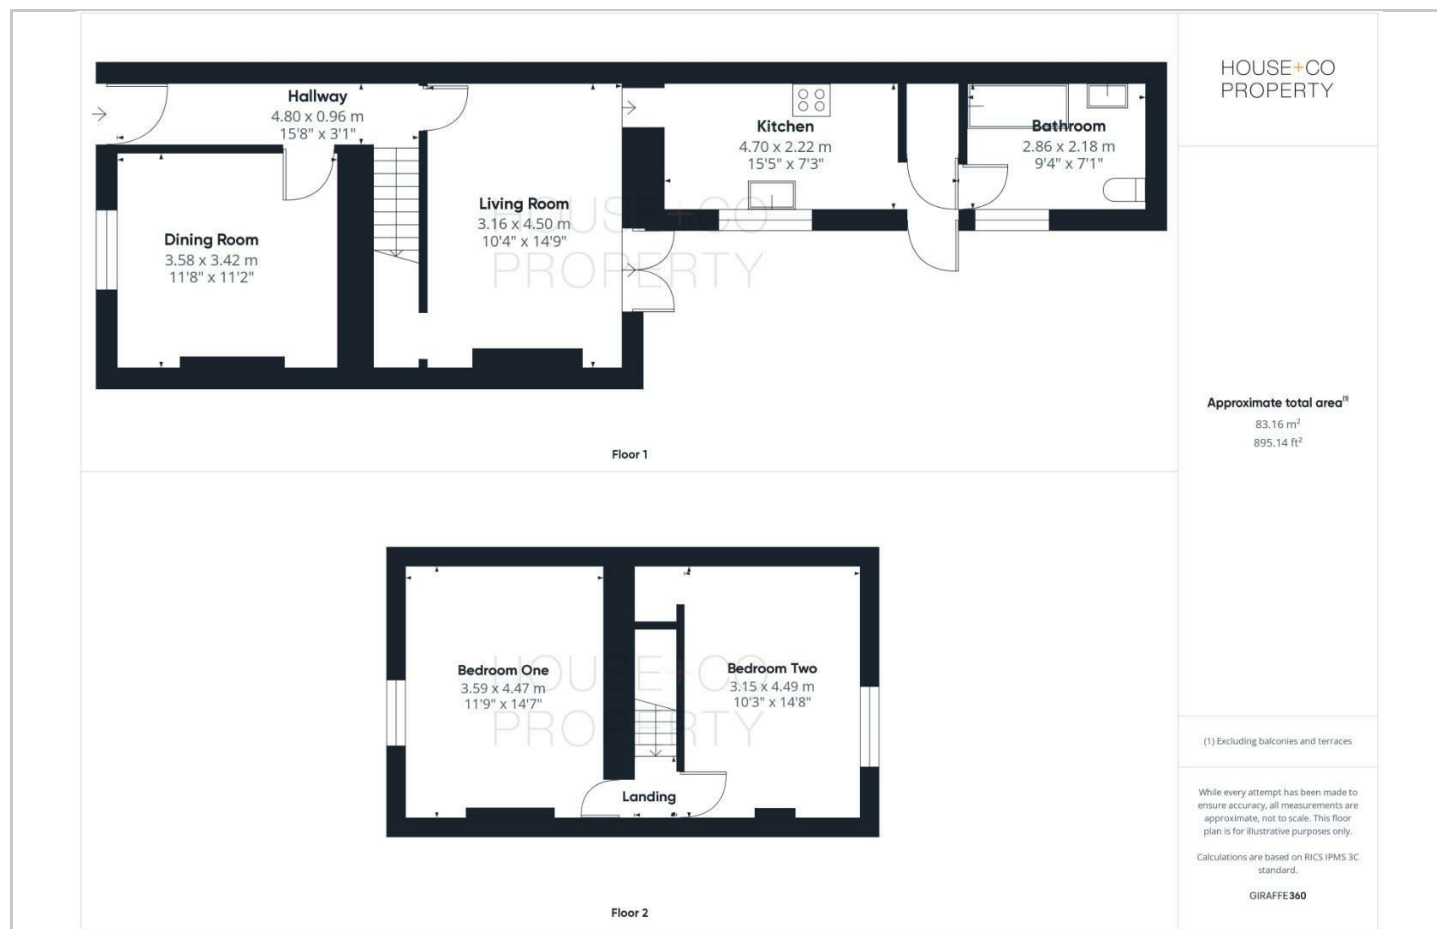 Hallway
4.80 x 0.96 m
15'8" x 3'1"
Dining Room
3.58 x 3.42 m
11'8" x 11'2"
Living Room
3.16 x 4.50 m
10'4" x 14'9"
Kitchen
4.70 x 2.22 m
15'5" x 7'3"
Bathroom
2.86 x 2.18 m
9'4" x 7'1"
HOUSE+CO
PROPERTY
Floor 1
Bedroom One
3.59 x 4.47 m
11'9" x 14'7"
Bedroom Two
3.15 x 4.49 m
10'3" x 14'8"
Landing
HOUSE+CO
PROPERTY
Floor 2
HOUSE+CO
PROPERTY
Approximate total area(1)
83.16 m²
895.14 ft²
(1) Excluding balconies and terraces
While every attempt has been made to
ensure accuracy, all measurements are
approximate, not to scale. This floor
plan is for illustrative purposes only.
Calculations are based on RICS IPMS 3C
standard.
GIRAFFE360